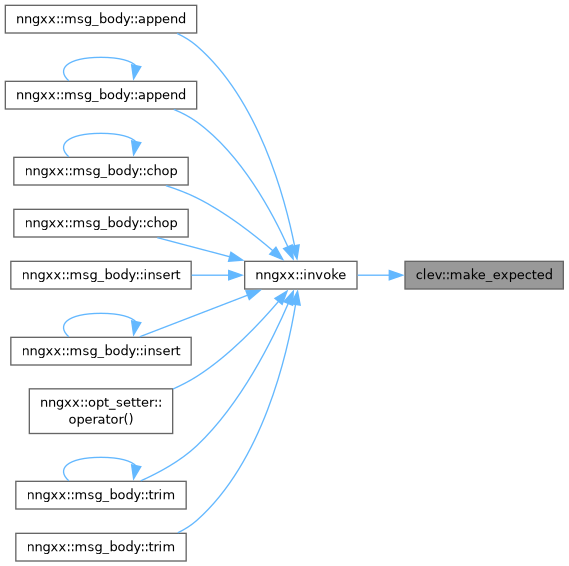 nngxx::msg_body::append
nngxx::msg_body::append
nngxx::msg_body::chop
nngxx::msg_body::chop
nngxx::msg_body::insert
nngxx::invoke
clev::make_expected
nngxx::msg_body::insert
nngxx::opt_setter::
operator()
nngxx::msg_body::trim
nngxx::msg_body::trim